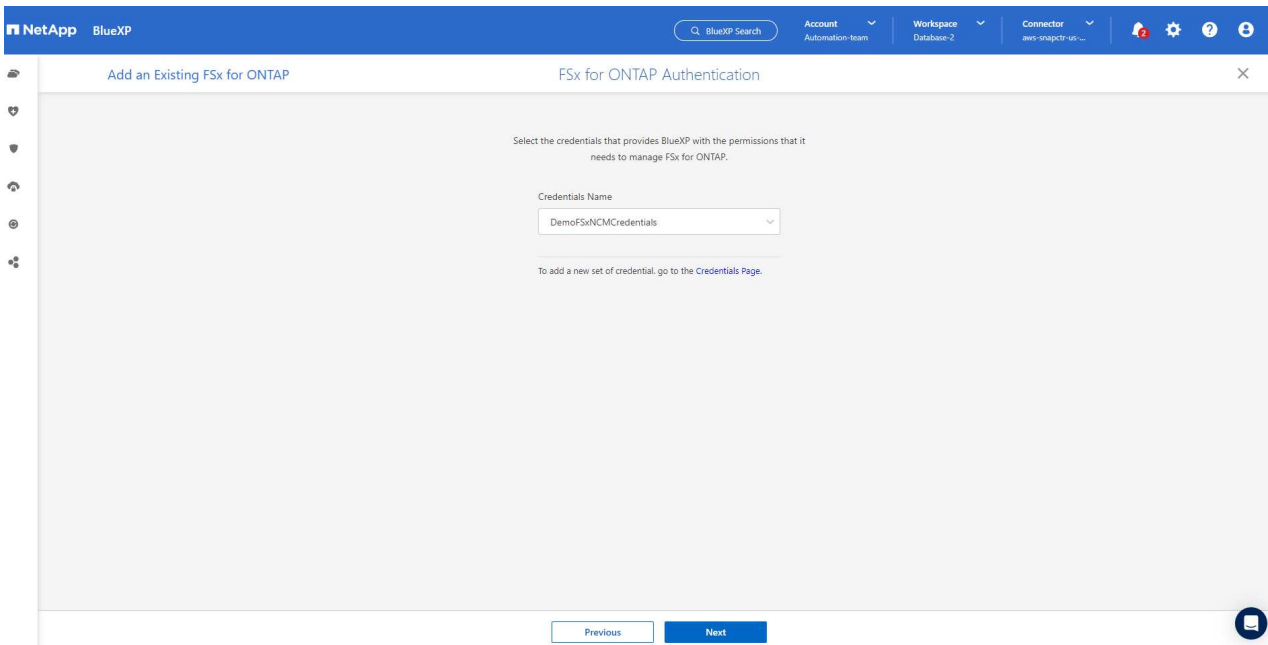 NetApp BlueXP
BlueXP Search
Account
Automation-team
Workspace
Database-2
Connector
aws-snapctr-us-...
2
Add an Existing FSx for ONTAP
FSx for ONTAP Authentication
Select the credentials that provides BlueXP with the permissions that it
needs to manage FSx for ONTAP.
Credentials Name
DemoFSxNCMCredentials
To add a new set of credential, go to the Credentials Page.
Previous
Next